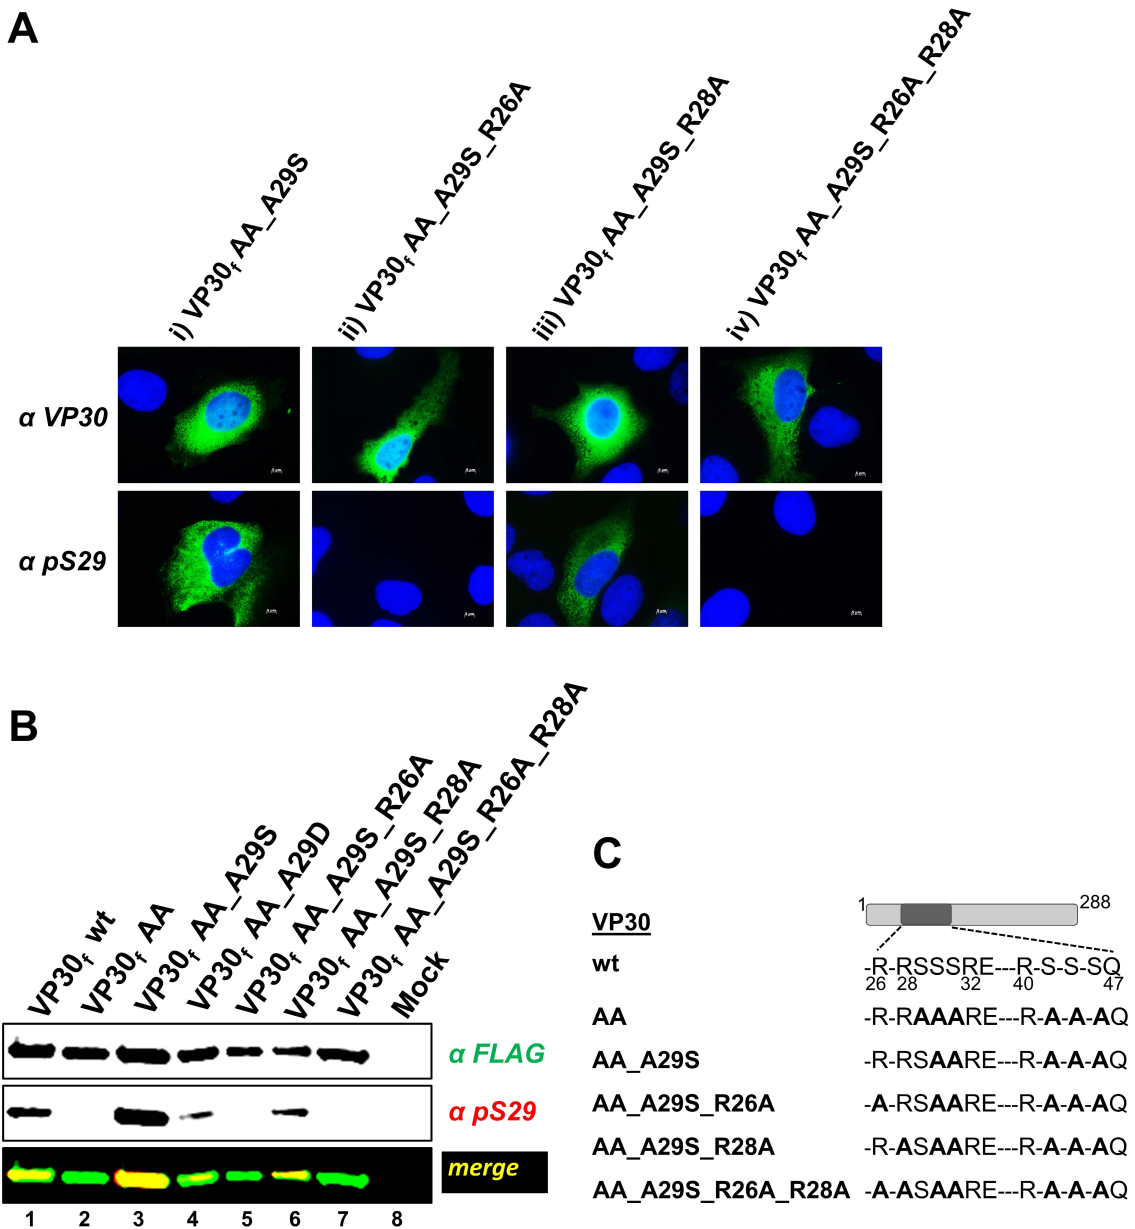 A
i) VP30f AA_A29S
ii) VP30f AA_A29S_R26A
iii) VP30f AA_A29S_R28A
iv) VP30f AA_A29S_R26A_R28A
α VP30
α pS29
B
VP30f wt
VP30f AA
VP30f AA_A29S
VP30f AA_A29D
VP30f AA_A29S_R26A
VP30f AA_A29S_R28A
VP30f AA_A29S_R26A_R28A
Mock
α FLAG
α pS29
merge
1 2 3 4 5 6 7 8
C
VP30
1 288
wt -R-RSSSRE---R-S-S-SQ
26 28 32 40 47
AA -R-RAAARE---R-A-A-AQ
AA_A29S -R-RSAARE---R-A-A-AQ
AA_A29S_R26A -A-RSAARE---R-A-A-AQ
AA_A29S_R28A -R-ASAARE---R-A-A-AQ
AA_A29S_R26A_R28A -A-ASAARE---R-A-A-AQ